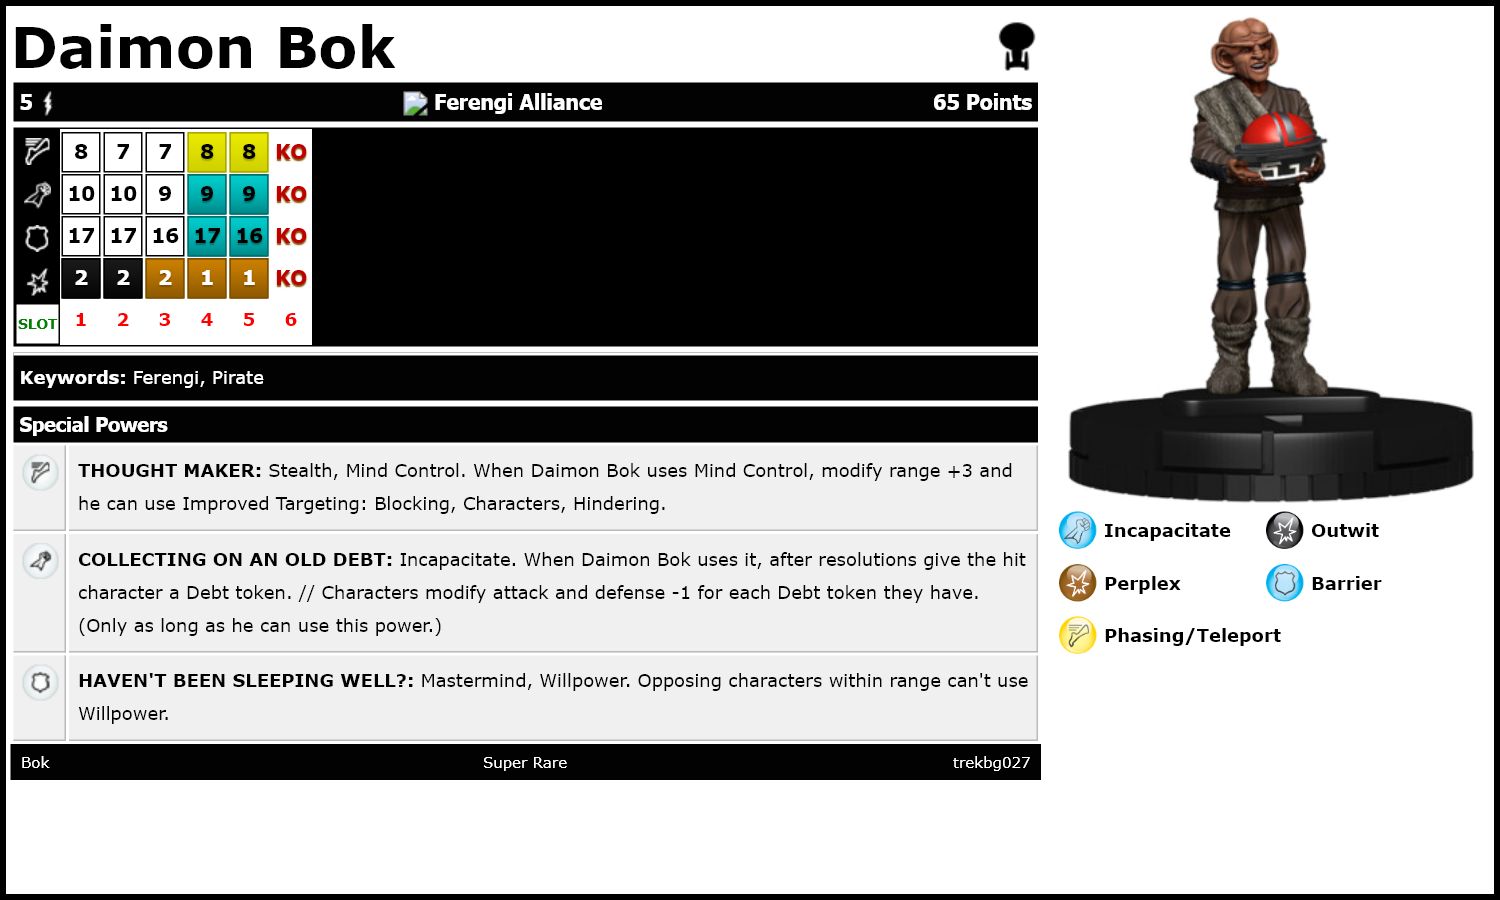 Daimon Bok
5 Ferengi Alliance 65 Points
8 7 7 8 8 KO
10 10 9 9 9 KO
17 17 16 17 16 KO
2 2 2 1 1 KO
SLOT 1 2 3 4 5 6
Keywords: Ferengi, Pirate
Special Powers
THOUGHT MAKER: Stealth, Mind Control. When Daimon Bok uses Mind Control, modify range +3 and
he can use Improved Targeting: Blocking, Characters, Hindering.
COLLECTING ON AN OLD DEBT: Incapacitate. When Daimon Bok uses it, after resolutions give the hit
character a Debt token. // Characters modify attack and defense -1 for each Debt token they have.
(Only as long as he can use this power.)
HAVEN'T BEEN SLEEPING WELL?: Mastermind, Willpower. Opposing characters within range can't use
Willpower.
Bok Super Rare trekbg027
Incapacitate Outwit
Perplex Barrier
Phasing/Teleport